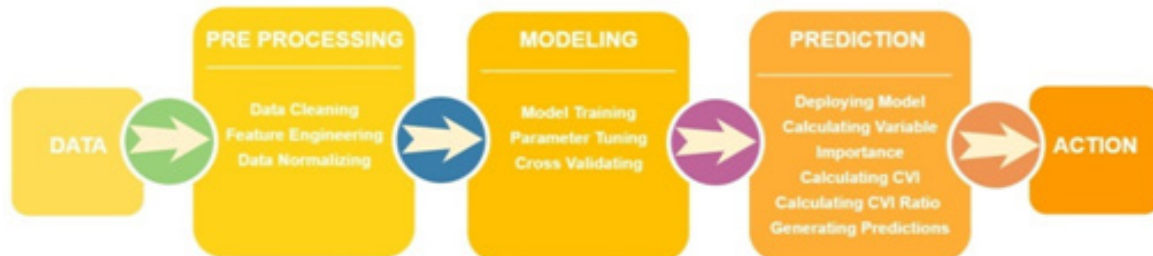 DATA
PRE PROCESSING
Data Cleaning
Feature Engineering
Data Normalizing
MODELING
Model Training
Parameter Tuning
Cross Validating
PREDICTION
Deploying Model
Calculating Variable
Importance
Calculating CVI
Calculating CVI Ratio
Generating Predictions
ACTION